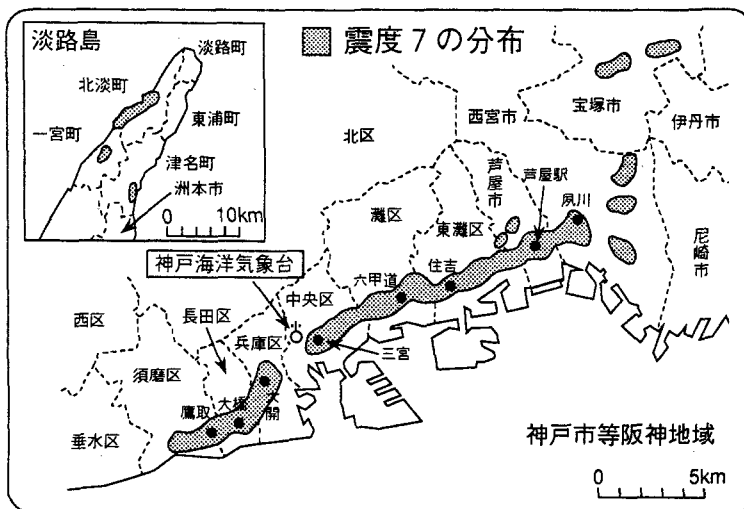 淡路島
淡路町
北淡町
東浦町
一宮町
津名町
洲本市
0 10km
震度7の分布
宝塚市
西宮市
伊丹市
北区
芦屋市
芦屋駅
夙川
灘区
東灘区
尼崎市
神戸海洋気象台
六甲道
住吉
中央区
西区
長田区
兵庫区
三宮
須磨区
大開
大橋
鷹取
垂水区
神戸市等阪神地域
0 5km